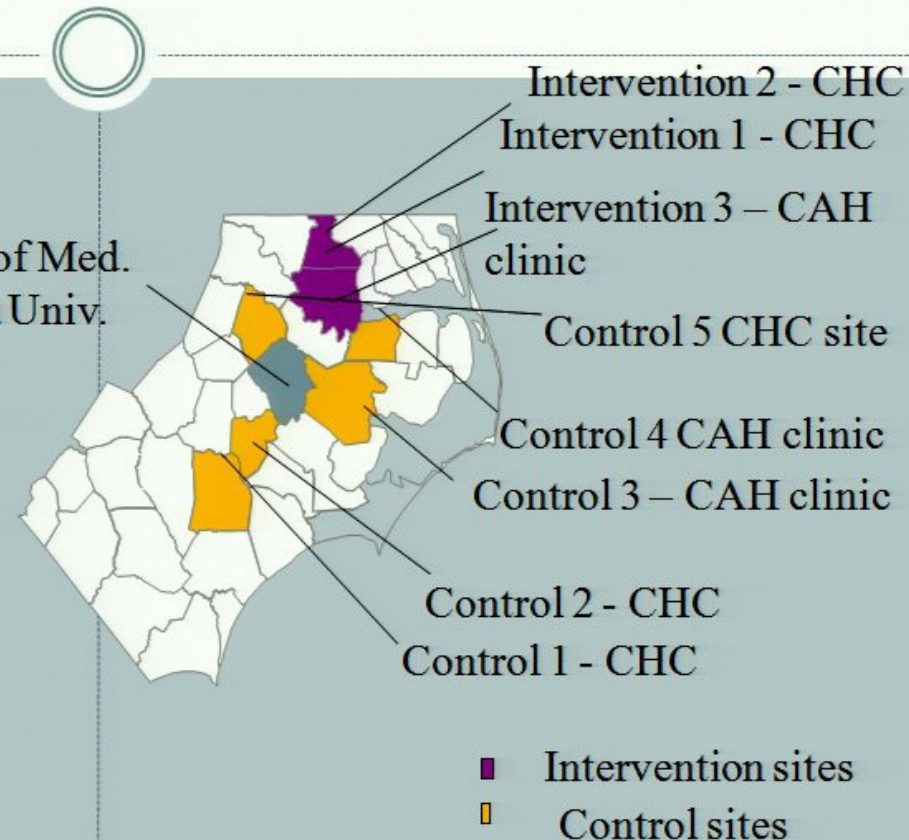 Intervention 2 - CHC
Intervention 1 - CHC
Intervention 3 – CAH
clinic
of Med.
Univ.
Control 5 CHC site
Control 4 CAH clinic
Control 3 – CAH clinic
Control 2 - CHC
Control 1 - CHC
Intervention sites
Control sites